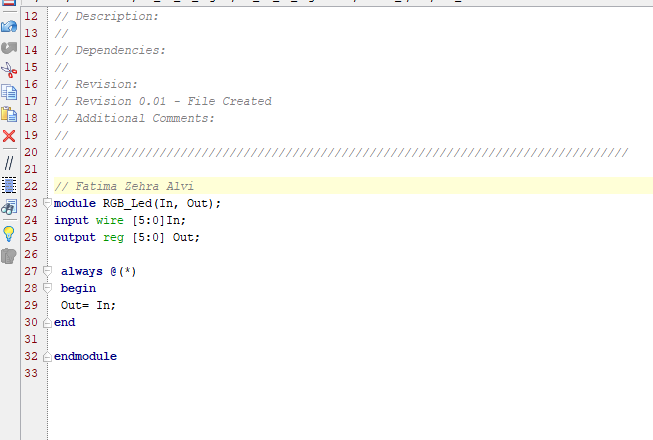 12 // Description:
13 //
14 // Dependencies:
15 //
16 // Revision:
17 // Revision 0.01 - File Created
18 // Additional Comments:
19 //
20 //////////////////////////////////////////////////////////////////////////////////
21
22 // Fatima Zehra Alvi
23 module RGB_Led(In, Out);
24 input wire [5:0]In;
25 output reg [5:0] Out;
26
27 always @(*)
28 begin
29 Out= In;
30 end
31
32 endmodule
33